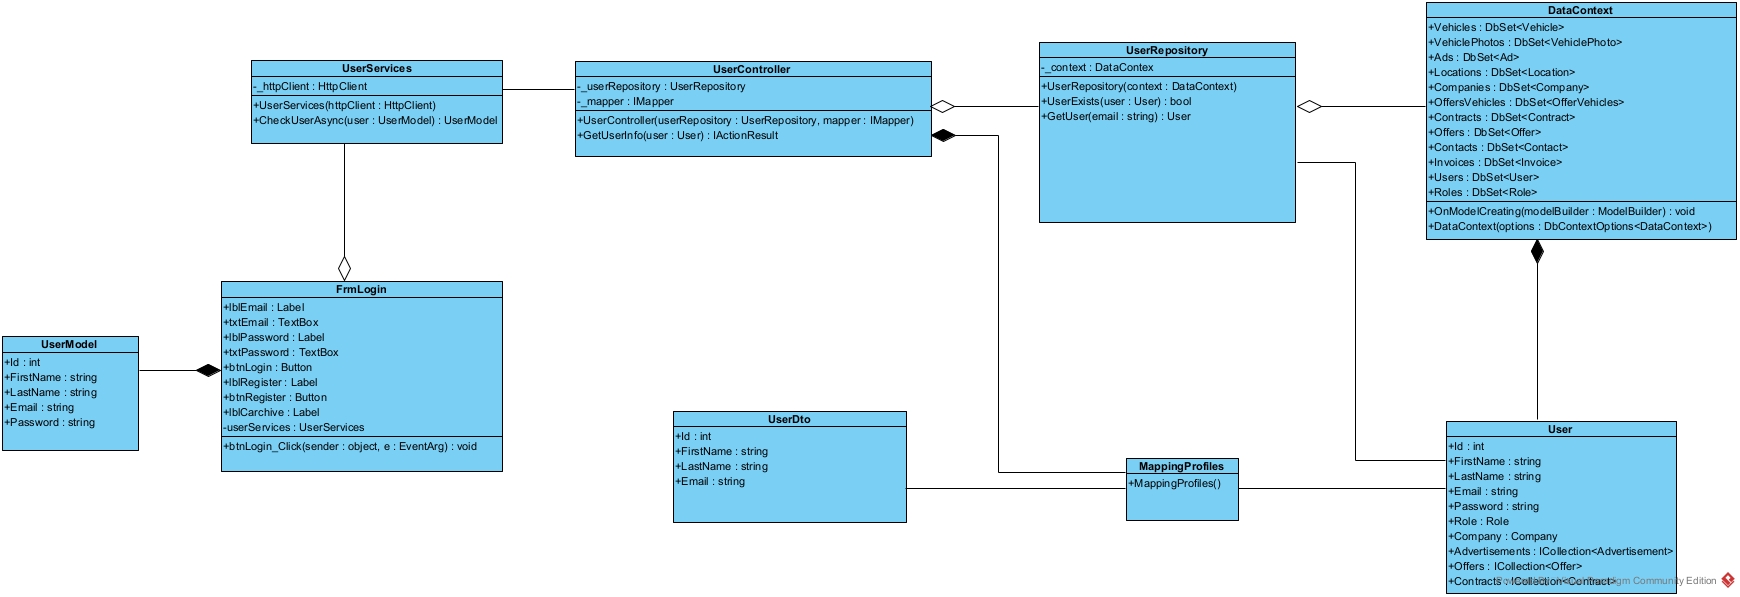 UserServices
-_httpClient : HttpClient
+UserServices(httpClient : HttpClient)
+CheckUserAsync(user : UserModel) : UserModel
UserController
-_userRepository : UserRepository
-_mapper : IMapper
+UserController(userRepository : UserRepository, mapper : IMapper)
+GetUserInfo(user : User) : IActionResult
UserRepository
-_context : DataContex
+UserRepository(context : DataContext)
+UserExists(user : User) : bool
+GetUser(email : string) : User
DataContext
+Vehicles : DbSet<Vehicle>
+VehiclePhotos : DbSet<VehiclePhoto>
+Ads : DbSet<Ad>
+Locations : DbSet<Location>
+Companies : DbSet<Company>
+OffersVehicles : DbSet<OfferVehicles>
+Contracts : DbSet<Contract>
+Offers : DbSet<Offer>
+Contacts : DbSet<Contact>
+Invoices : DbSet<Invoice>
+Users : DbSet<User>
+Roles : DbSet<Role>
+OnModelCreating(modelBuilder : ModelBuilder) : void
+DataContext(options : DbContextOptions<DataContext>)
UserModel
+Id : int
+FirstName : string
+LastName : string
+Email : string
+Password : string
FrmLogin
+lblEmail : Label
+txtEmail : TextBox
+lblPassword : Label
+txtPassword : TextBox
+btnLogin : Button
+lblRegister : Label
+btnRegister : Button
+lblCarchive : Label
-userServices : UserServices
+btnLogin_Click(sender : object, e : EventArg) : void
UserDto
+Id : int
+FirstName : string
+LastName : string
+Email : string
MappingProfiles
+MappingProfiles()
User
+Id : int
+FirstName : string
+LastName : string
+Email : string
+Password : string
+Role : Role
+Company : Company
+Advertisements : ICollection<Advertisement>
+Offers : ICollection<Offer>
+Contracts : ICollection<Contract>
Powered By Visual Paradigm Community Edition